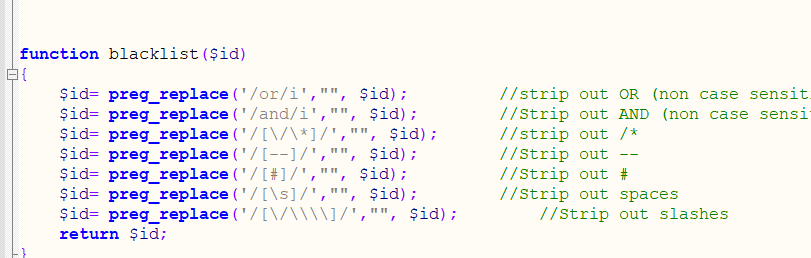 function blacklist($id)
{
$id= preg_replace('/or/i',"", $id); //strip out OR (non case sensit
$id= preg_replace('/and/i',"", $id); //Strip out AND (non case sensi
$id= preg_replace('/[\/\*]/',"", $id); //strip out /*
$id= preg_replace('/[--]/',"", $id); //Strip out --
$id= preg_replace('/[#]/',"", $id); //Strip out #
$id= preg_replace('/[\s]/',"", $id); //Strip out spaces
$id= preg_replace('/[\/\\\\]/',"", $id); //Strip out slashes
return $id;
}